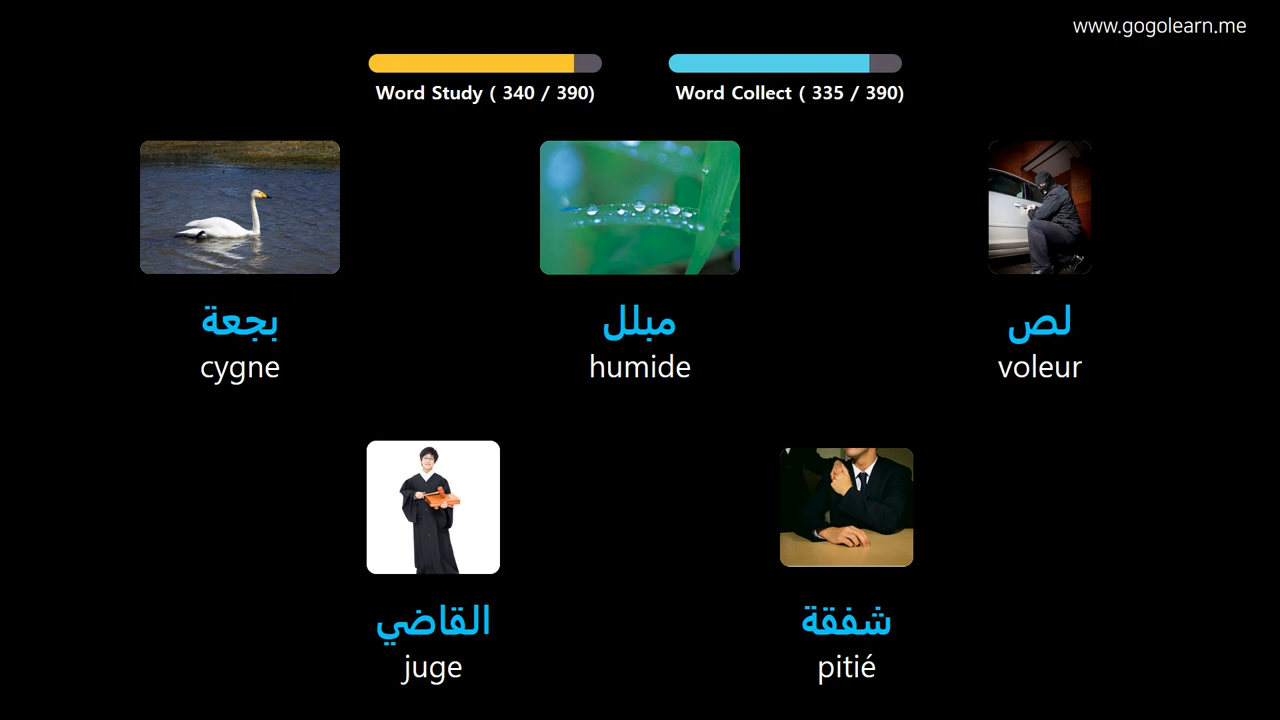 www.gogolearn.me
Word Study ( 340 / 390)
Word Collect ( 335 / 390)
بجعة
cygne
مبلل
humide
لص
voleur
القاضي
juge
شفقة
pitié